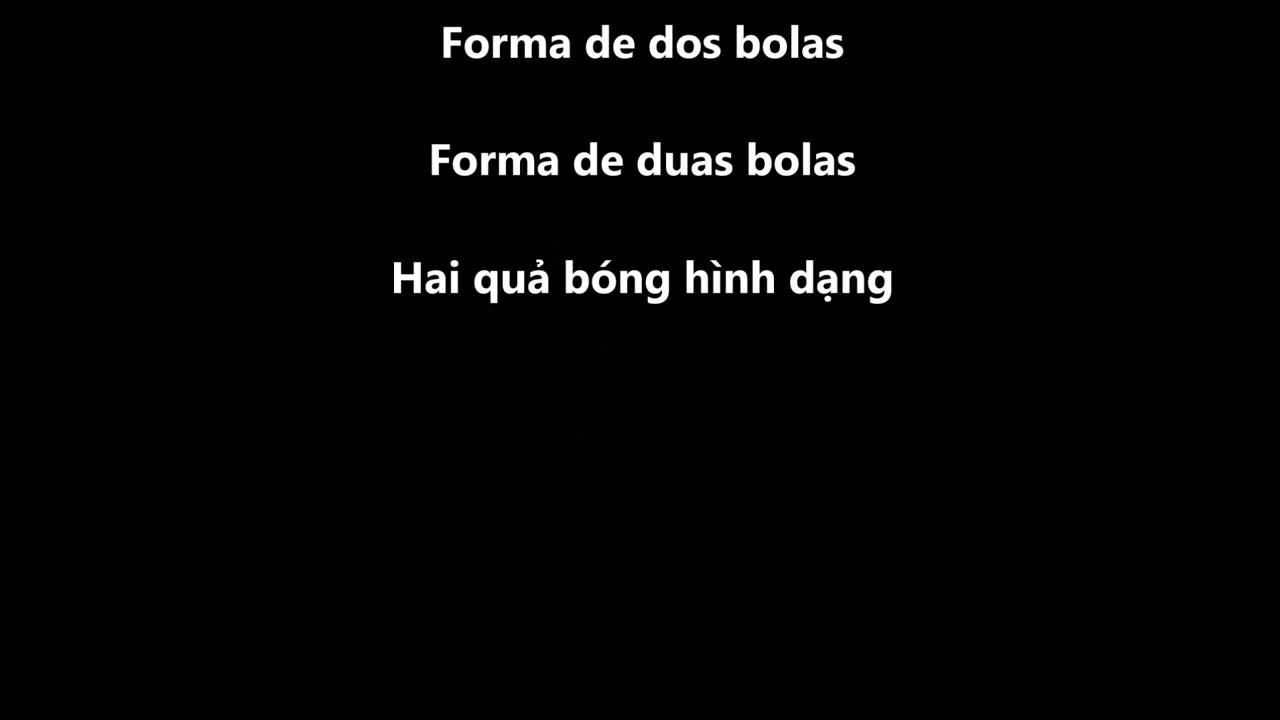 Forma de dos bolas
Forma de duas bolas
Hai quả bóng hình dạng